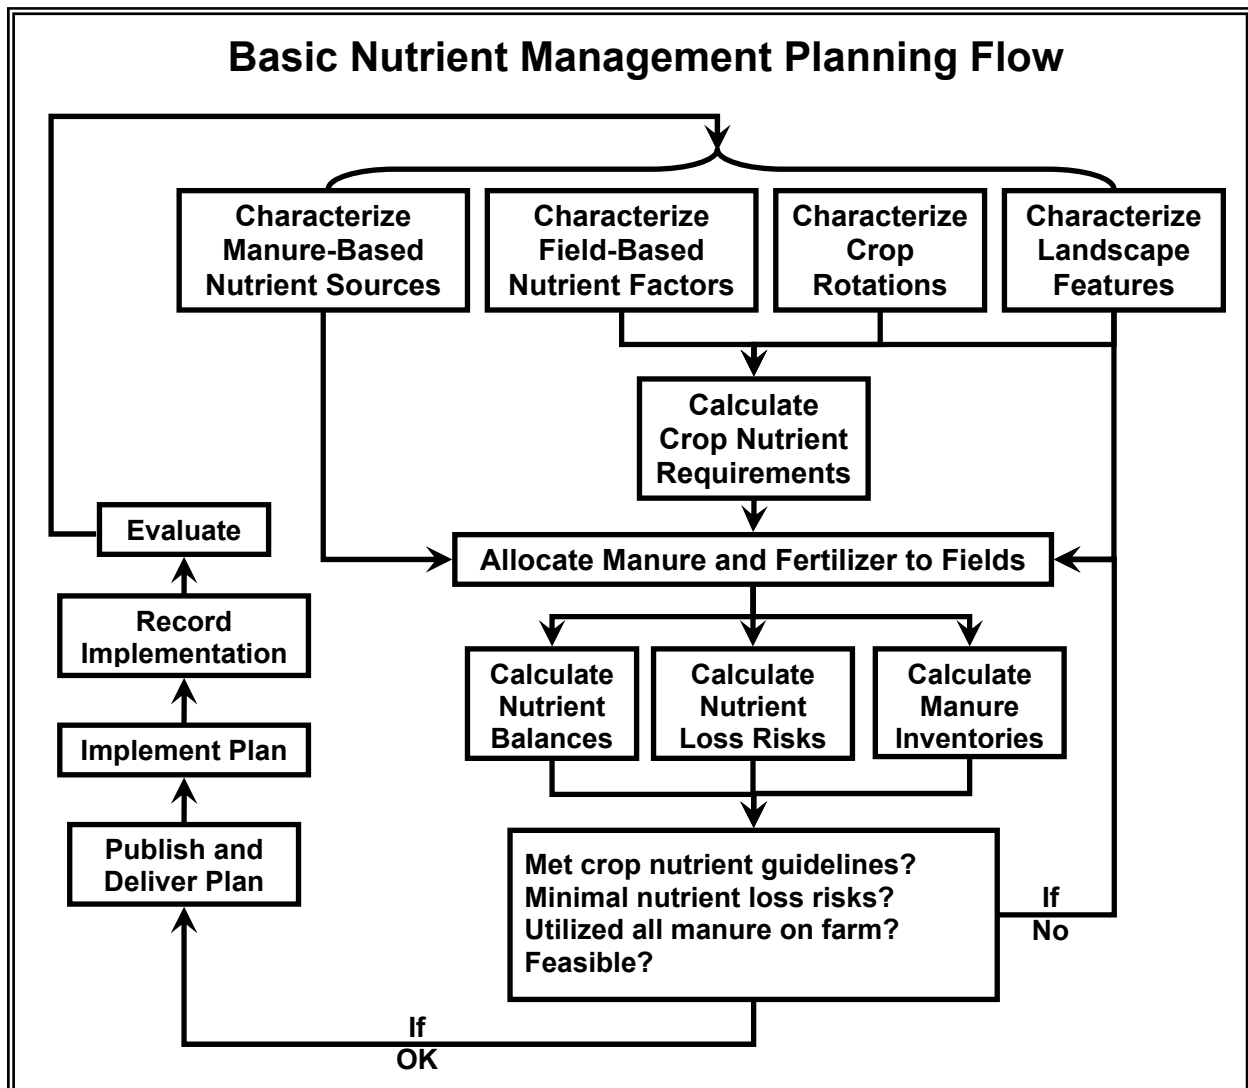 Basic Nutrient Management Planning Flow
Characterize
Manure-Based
Nutrient Sources
Characterize
Field-Based
Nutrient Factors
Characterize
Crop
Rotations
Characterize
Landscape
Features
Calculate
Crop Nutrient
Requirements
Allocate Manure and Fertilizer to Fields
Calculate
Nutrient
Balances
Calculate
Nutrient
Loss Risks
Calculate
Manure
Inventories
Met crop nutrient guidelines?
Minimal nutrient loss risks?
Utilized all manure on farm?
Feasible?
If
No
If
OK
Publish and
Deliver Plan
Implement Plan
Record
Implementation
Evaluate